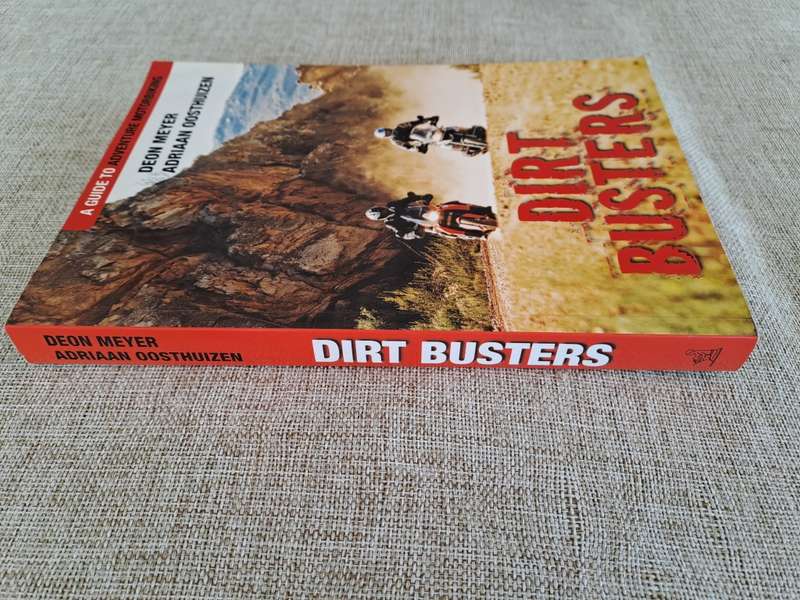 A GUIDE TO ADVENTURE MOTORBIKING
DEON MEYER
ADRIAAN OOSTHUIZEN
DIRT
BUSTERS
DEON MEYER
ADRIAAN OOSTHUIZEN
DIRT BUSTERS